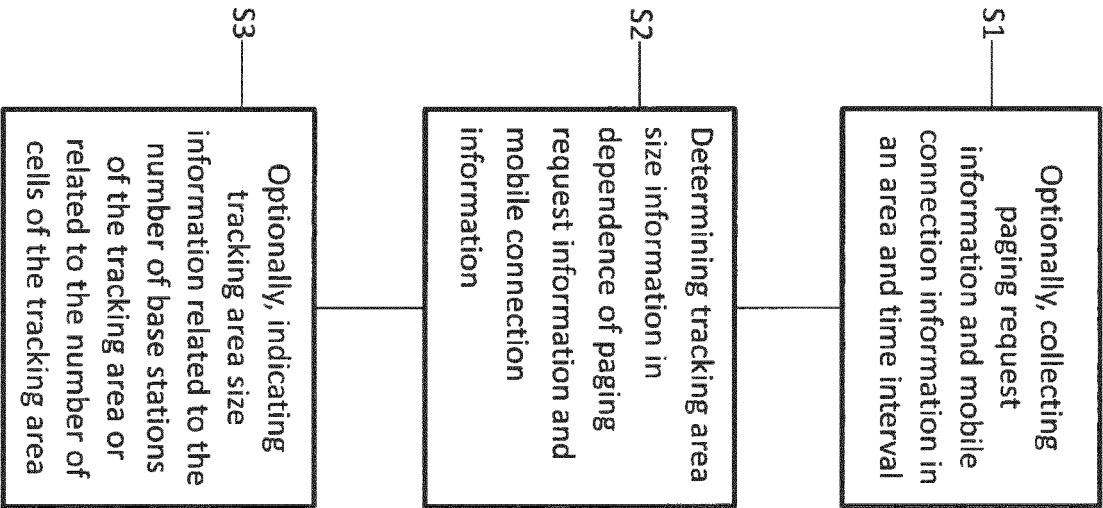 S1
Optionally, collecting
paging request
information and mobile
connection information in
an area and time interval
S2
Determining tracking area
size information in
dependence of paging
request information and
mobile connection
information
S3
Optionally, indicating
tracking area size
information related to the
number of base stations
of the tracking area or
related to the number of
cells of the tracking area